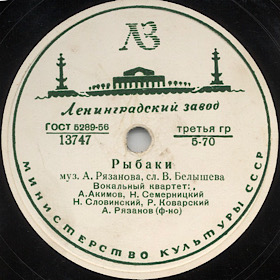 ЛЗ
Ленинградский завод
ГОСТ 5289-56
третья гр
13747
5-70
Рыбаки
муз. А. Рязанова, сл. В. Белышева
Вокальный квартет:
А. Акимов, Н. Семерницкий
Н. Словинский, Р. Коварский
А. Рязанов (ф-но)
МИНИСТЕРСТВО КУЛЬТУРЫ СССР